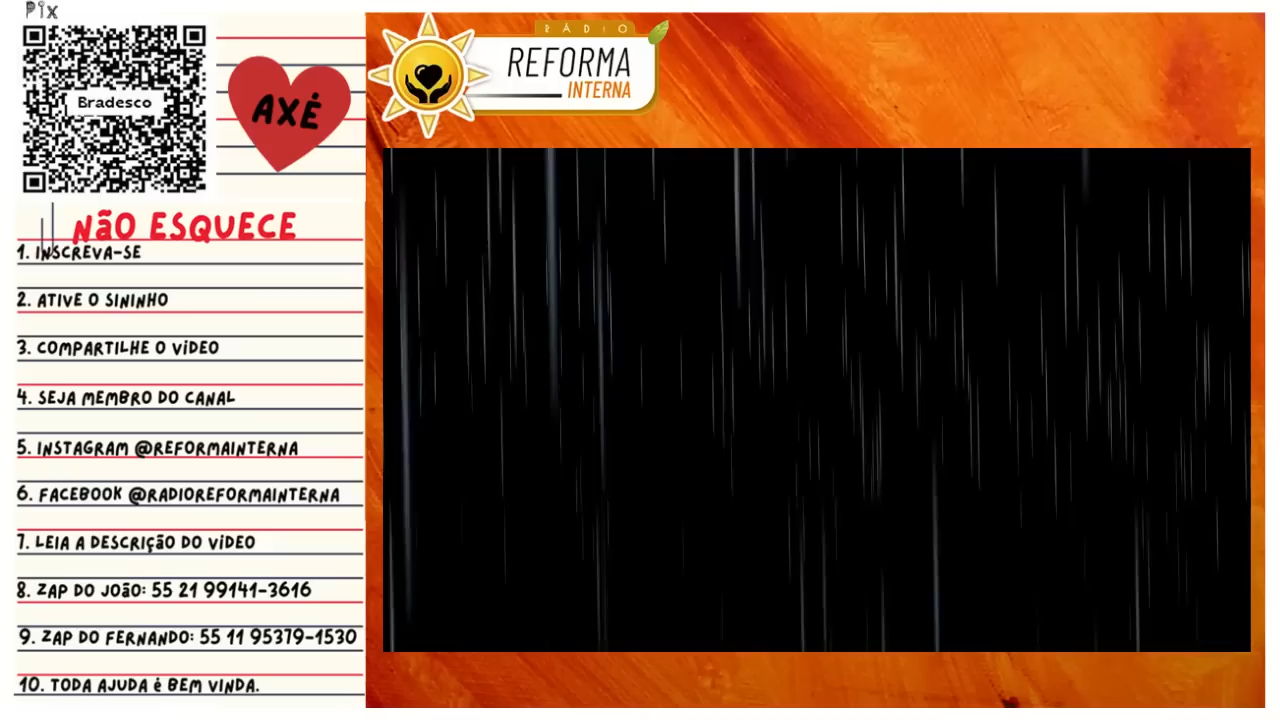 Pix
Bradesco
AXÉ
NÃO ESQUECE
1. INSCREVA-SE
2. ATIVE O SININHO
3. COMPARTILHE O VÍDEO
4. SEJA MEMBRO DO CANAL
5. INSTAGRAM @REFORMAINTERNA
6. FACEBOOK @RADIOREFORMAINTERNA
7. LEIA A DESCRIÇÃO DO VÍDEO
8. ZAP DO JOÃO: 55 21 99141-3616
9. ZAP DO FERNANDO: 55 11 95379-1530
10. TODA AJUDA É BEM VINDA.
RÁDIO
REFORMA
INTERNA